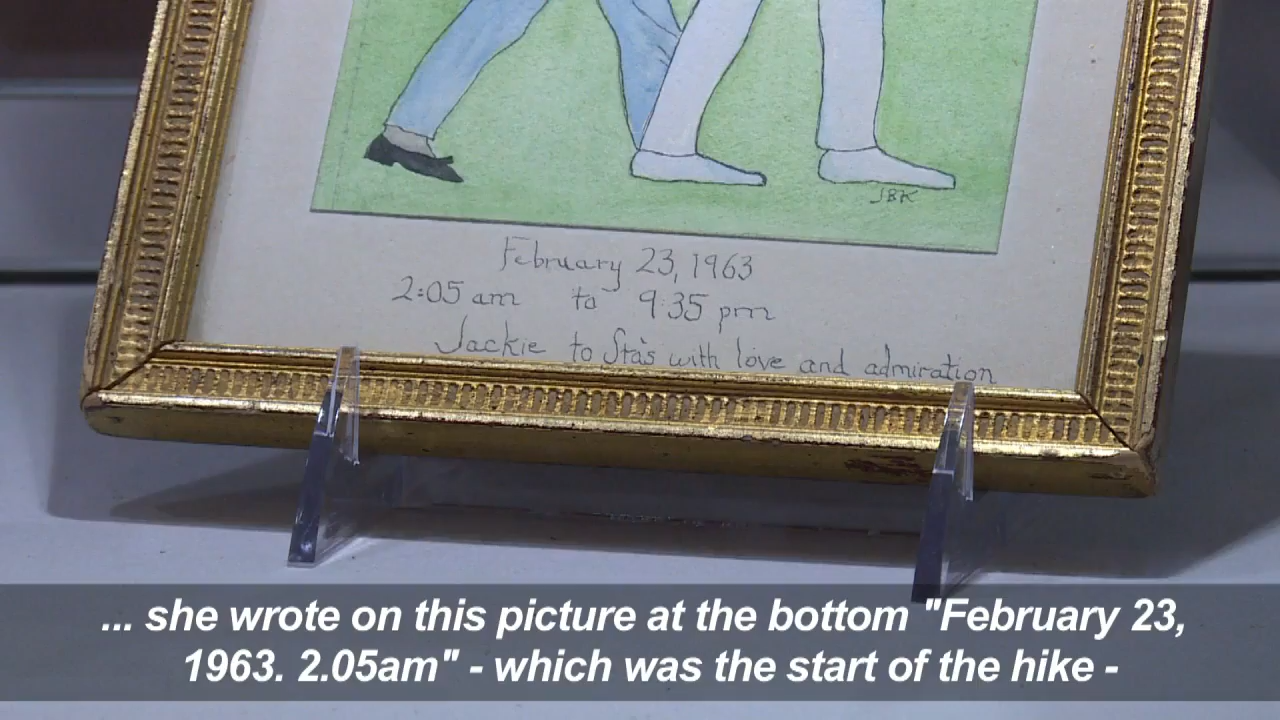 JBK
February 23, 1963
2:05 am to 9:35 pm
Jackie to Stas with love and admiration
... she wrote on this picture at the bottom "February 23,
1963. 2.05am" - which was the start of the hike -